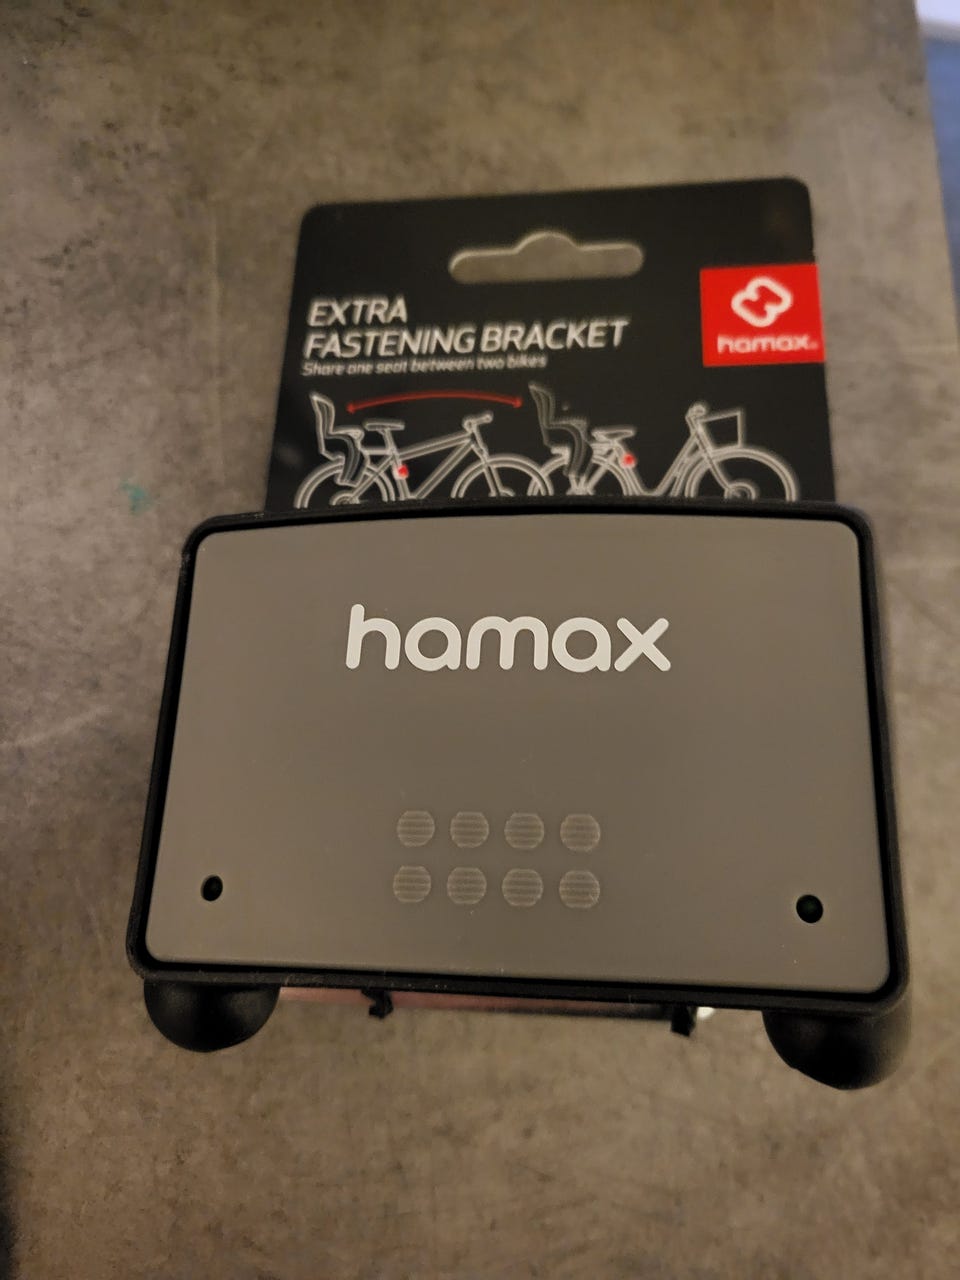 EXTRA
FASTENING BRACKET
Share one seat between two bikes
hamax
hamax